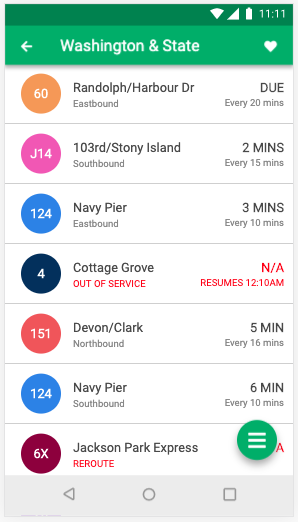 11:11
Washington & State
60
Randolph/Harbour Dr
DUE
Eastbound
Every 20 mins
J14
103rd/Stony Island
2 MINS
Southbound
Every 15 mins
124
Navy Pier
3 MINS
Eastbound
Every 10 mins
4
Cottage Grove
N/A
OUT OF SERVICE
RESUMES 12:10AM
151
Devon/Clark
5 MIN
Northbound
Every 16 mins
124
Navy Pier
6 MIN
Southbound
Every 10 mins
6X
Jackson Park Express
A
REROUTE